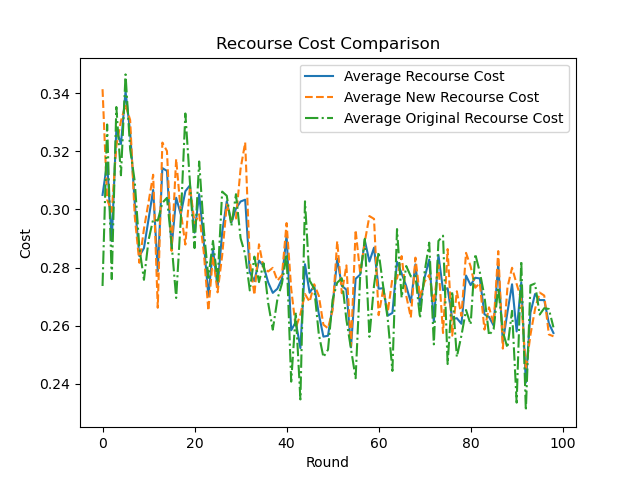 Recourse Cost Comparison
Average Recourse Cost
Average New Recourse Cost
Average Original Recourse Cost
Cost
0.34
0.32
0.30
0.28
0.26
0.24
0 20 40 60 80 100
Round